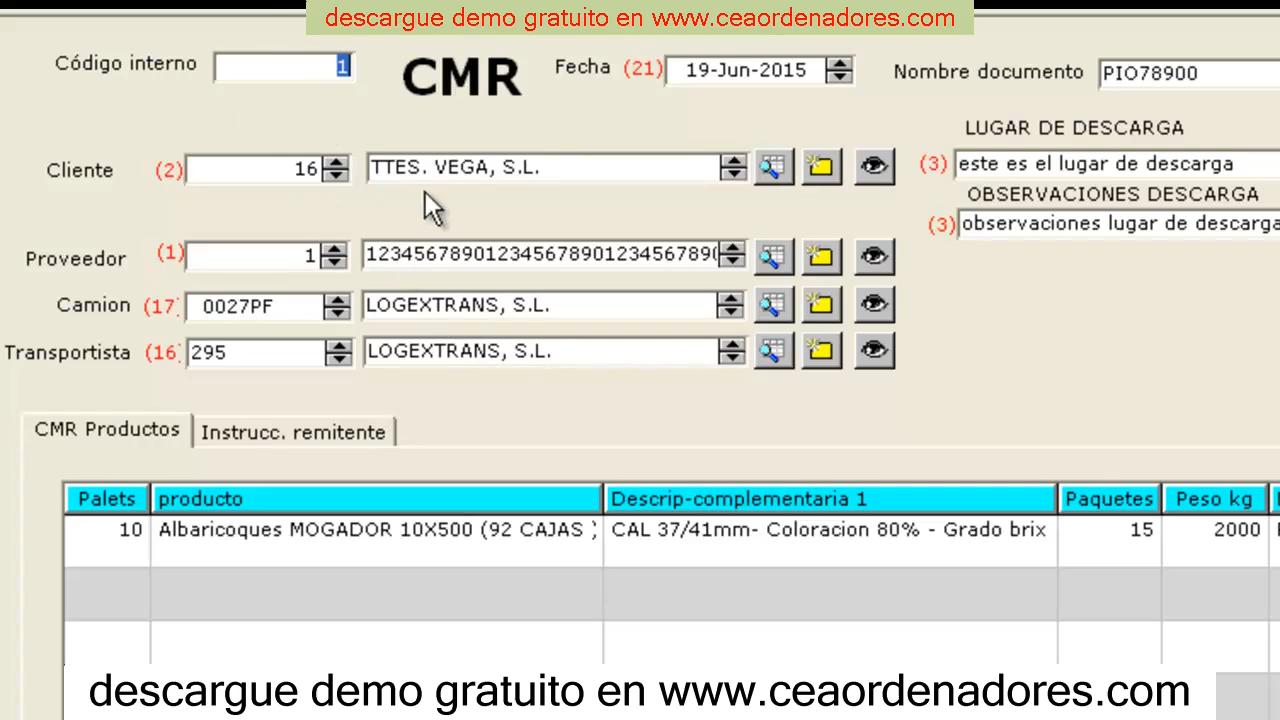 descargue demo gratuito en www.ceaordenadores.com
Código interno 1 CMR Fecha (21) 19-Jun-2015 Nombre documento PIO78900
LUGAR DE DESCARGA
Cliente (2) 16 TTES. VEGA, S.L. (3) este es el lugar de descarga
OBSERVACIONES DESCARGA
(3) observaciones lugar de descarga
Proveedor (1) 1 12345678901234567890123456789
Camion (17) 0027PF LOGEXTRANS, S.L.
Transportista (16) 295 LOGEXTRANS, S.L.
CMR Productos Instrucc. remitente
Palets producto Descrip-complementaria 1 Paquetes Peso kg
10 Albaricoques MOGADOR 10X500 (92 CAJAS ) CAL 37/41mm- Coloracion 80% - Grado brix 15 2000
descargue demo gratuito en www.ceaordenadores.com